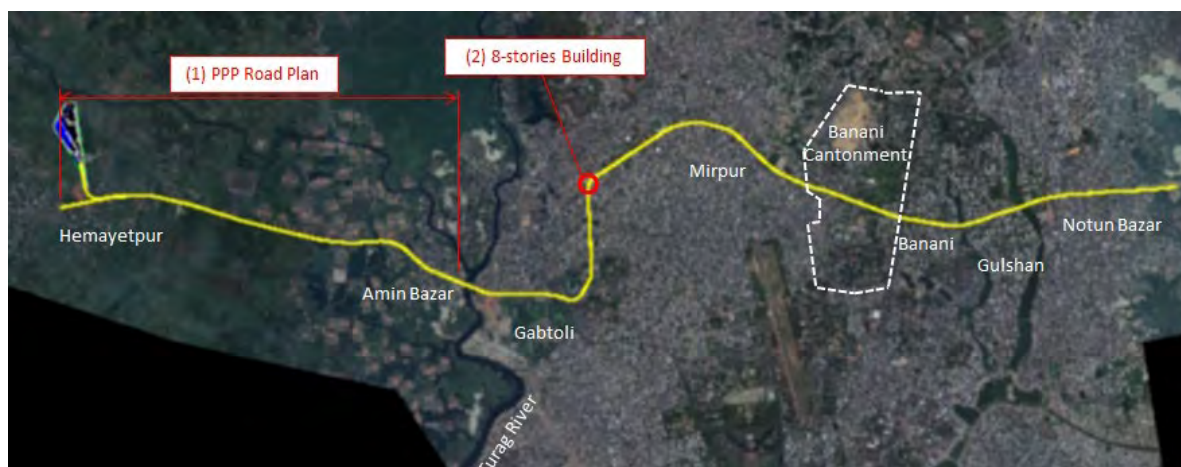 (1) PPP Road Plan
(2) 8-stories Building
Banani
Cantonment
Mirpur
Hemayetpur
Banani
Notun Bazar
Gulshan
Amin Bazar
Gabtoli
Turag River